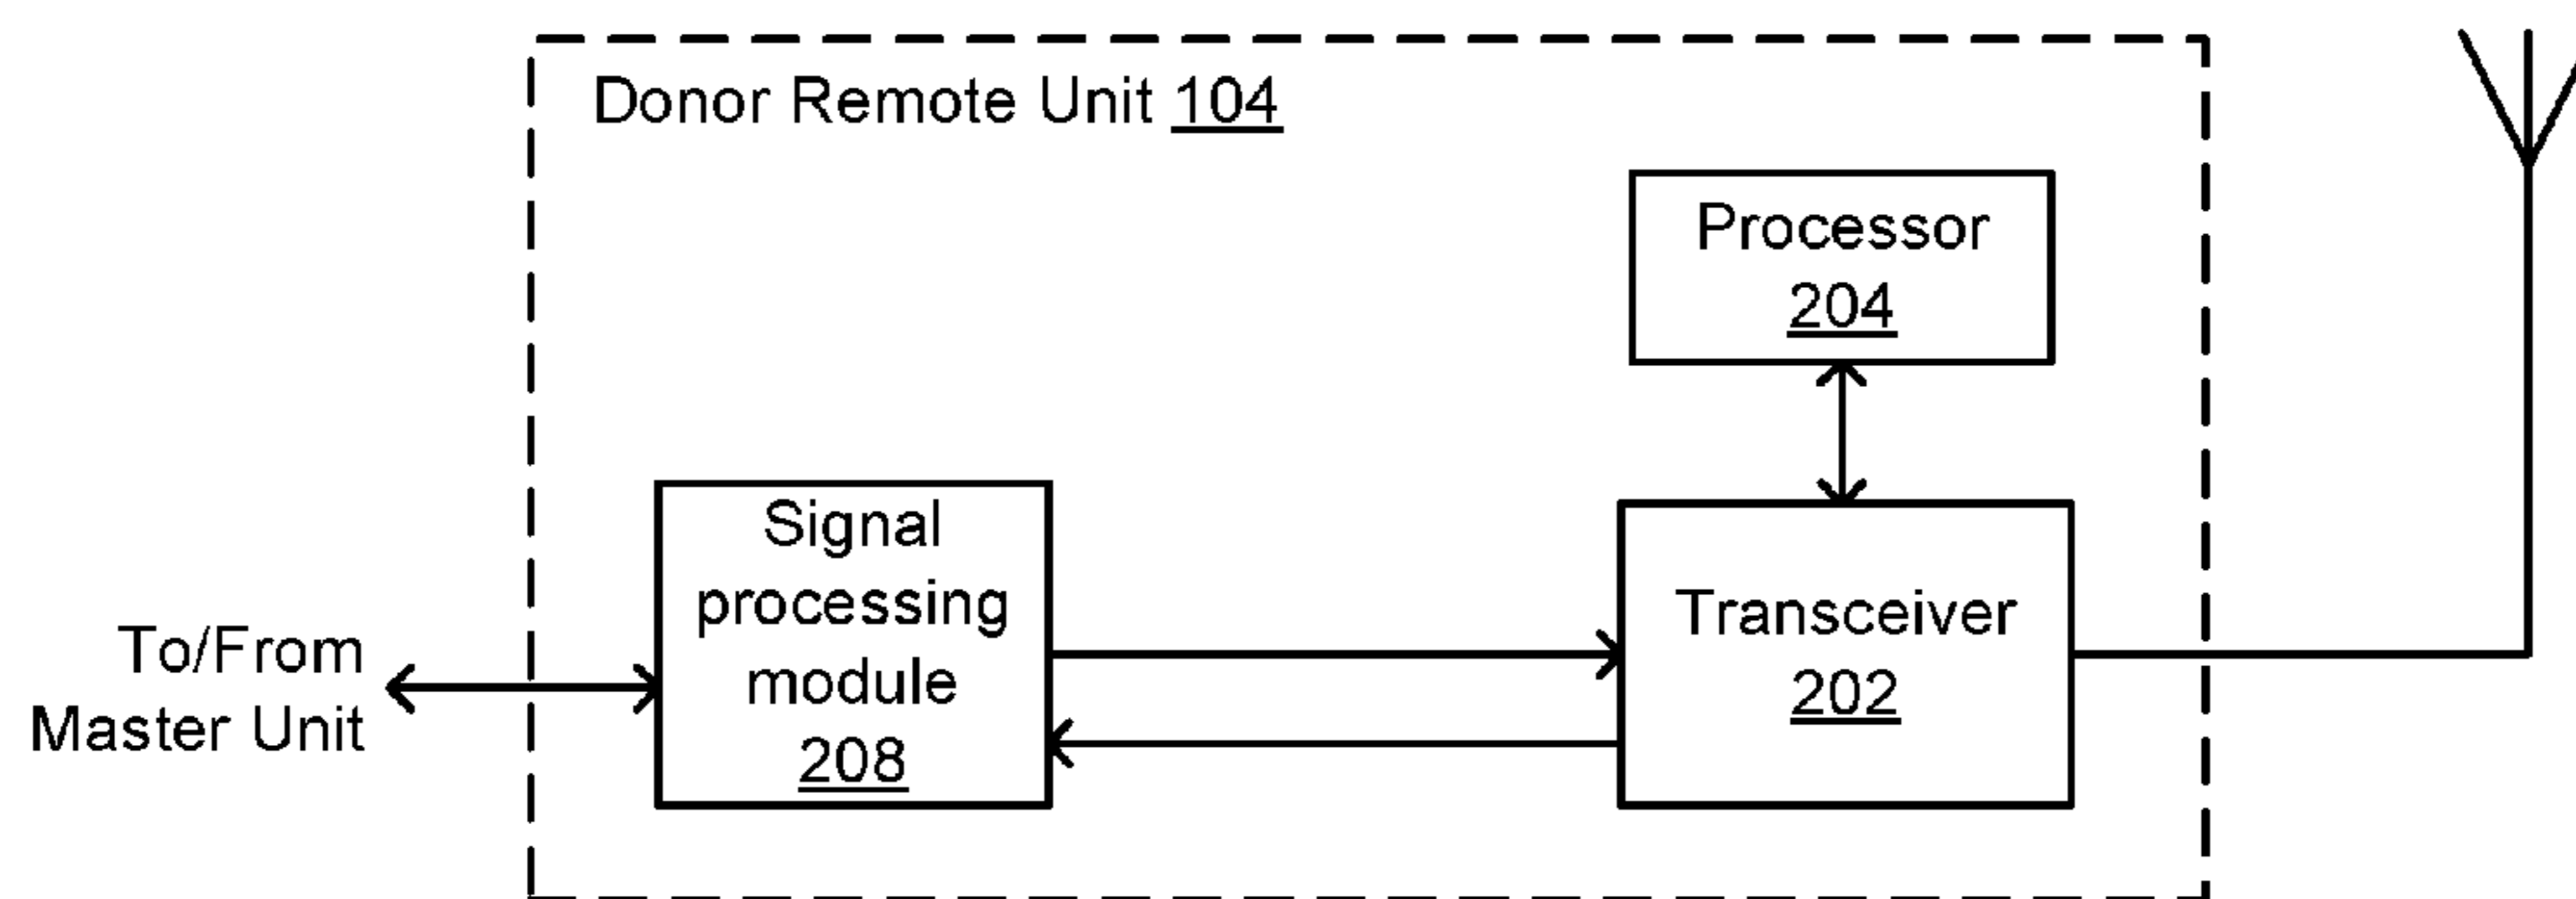 Donor Remote Unit 104
Processor
204
Signal
processing
module
208
Transceiver
202
To/From
Master Unit